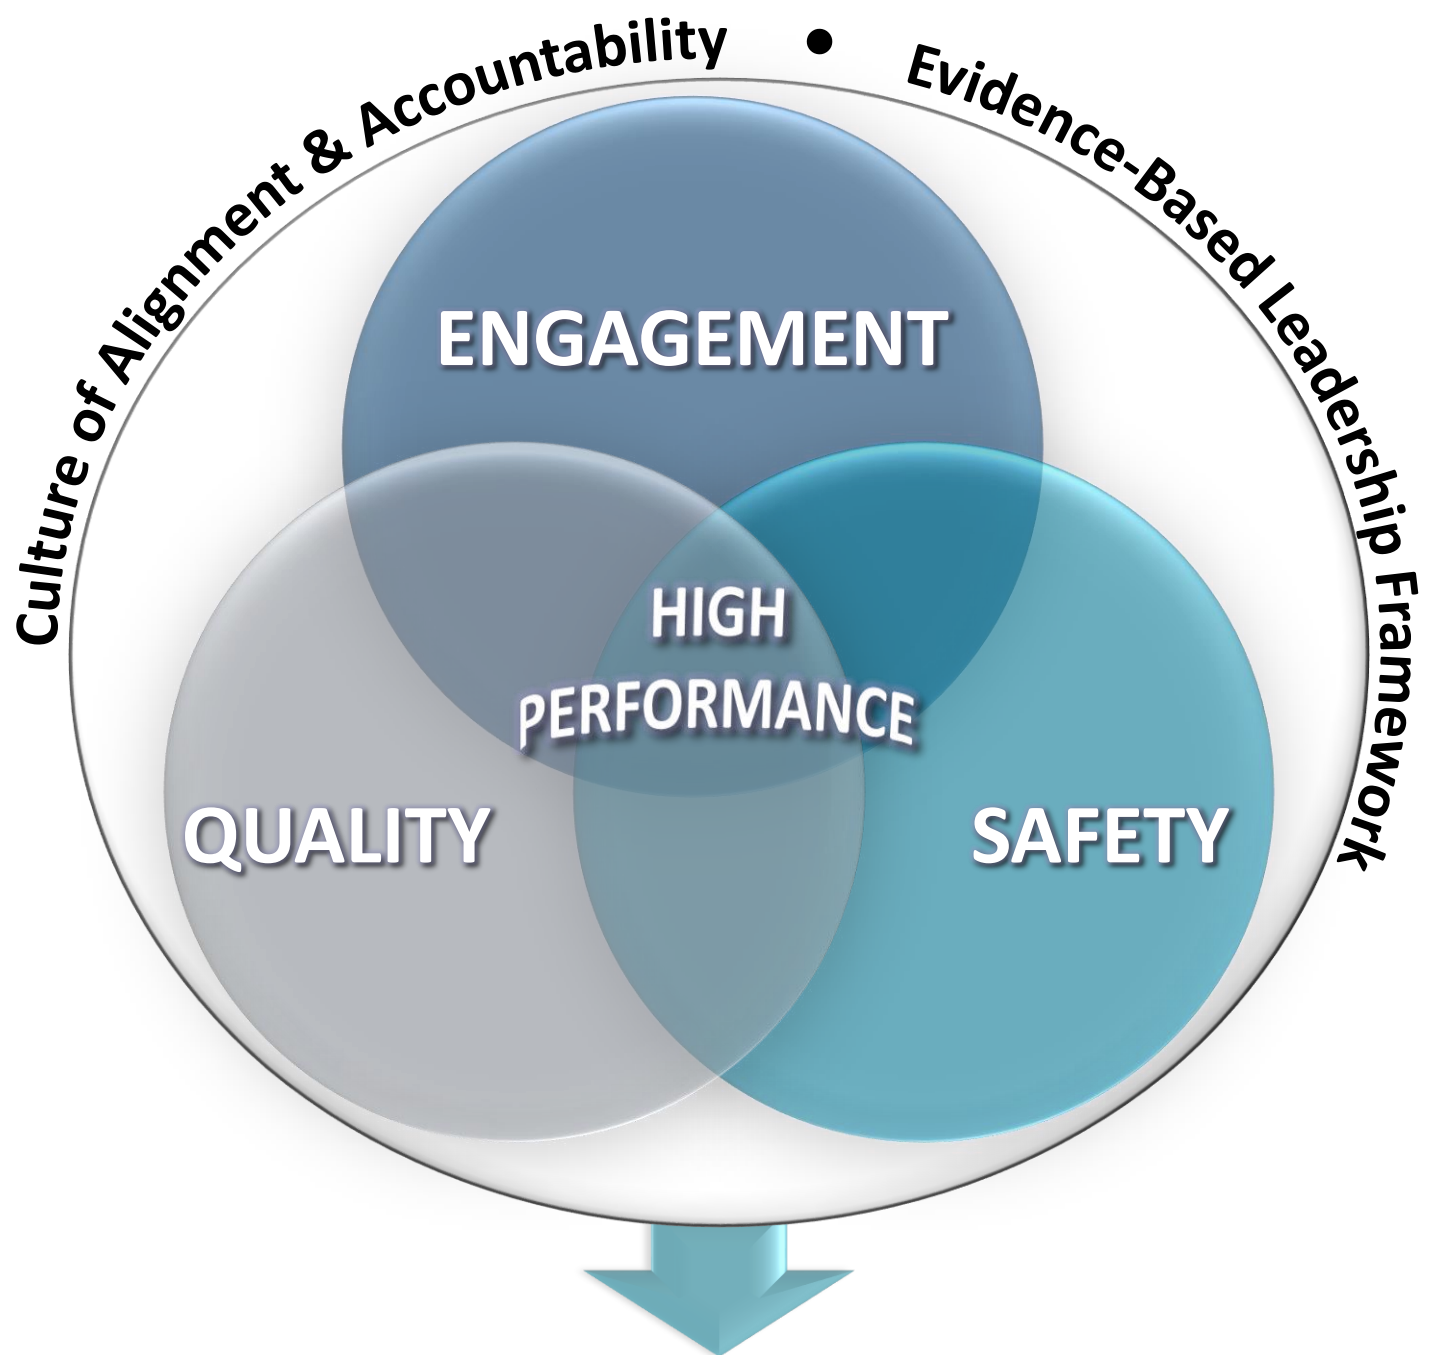 Culture of Alignment & Accountability • Evidence-Based Leadership Framework
ENGAGEMENT
HIGH
PERFORMANCE
QUALITY
SAFETY